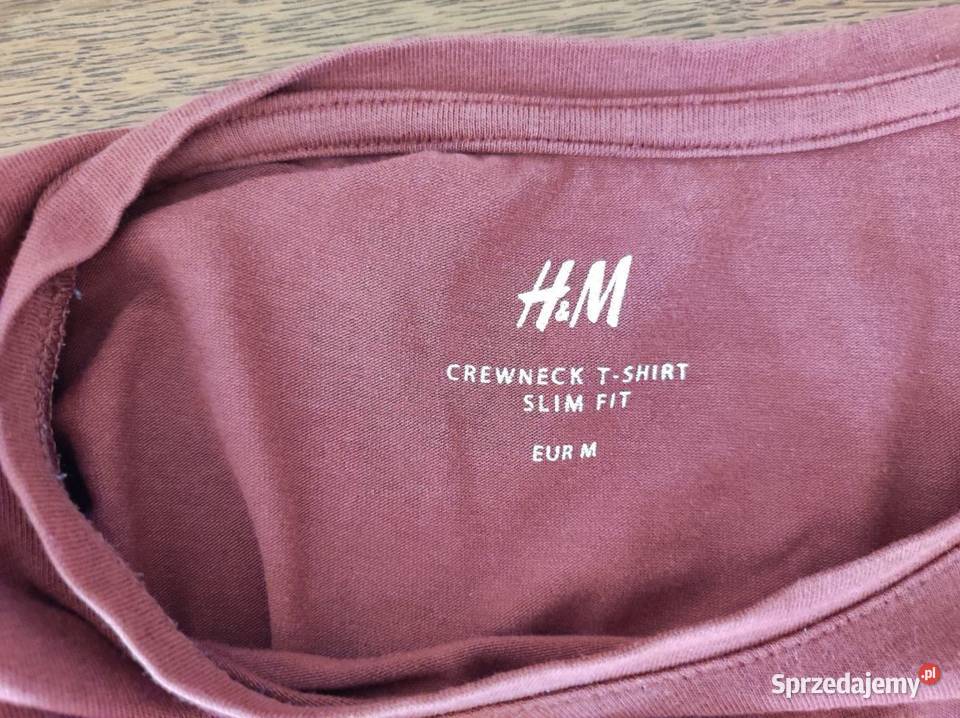 H&M
CREWNECK T-SHIRT
SLIM FIT
EUR M
Sprzedajemy.pl